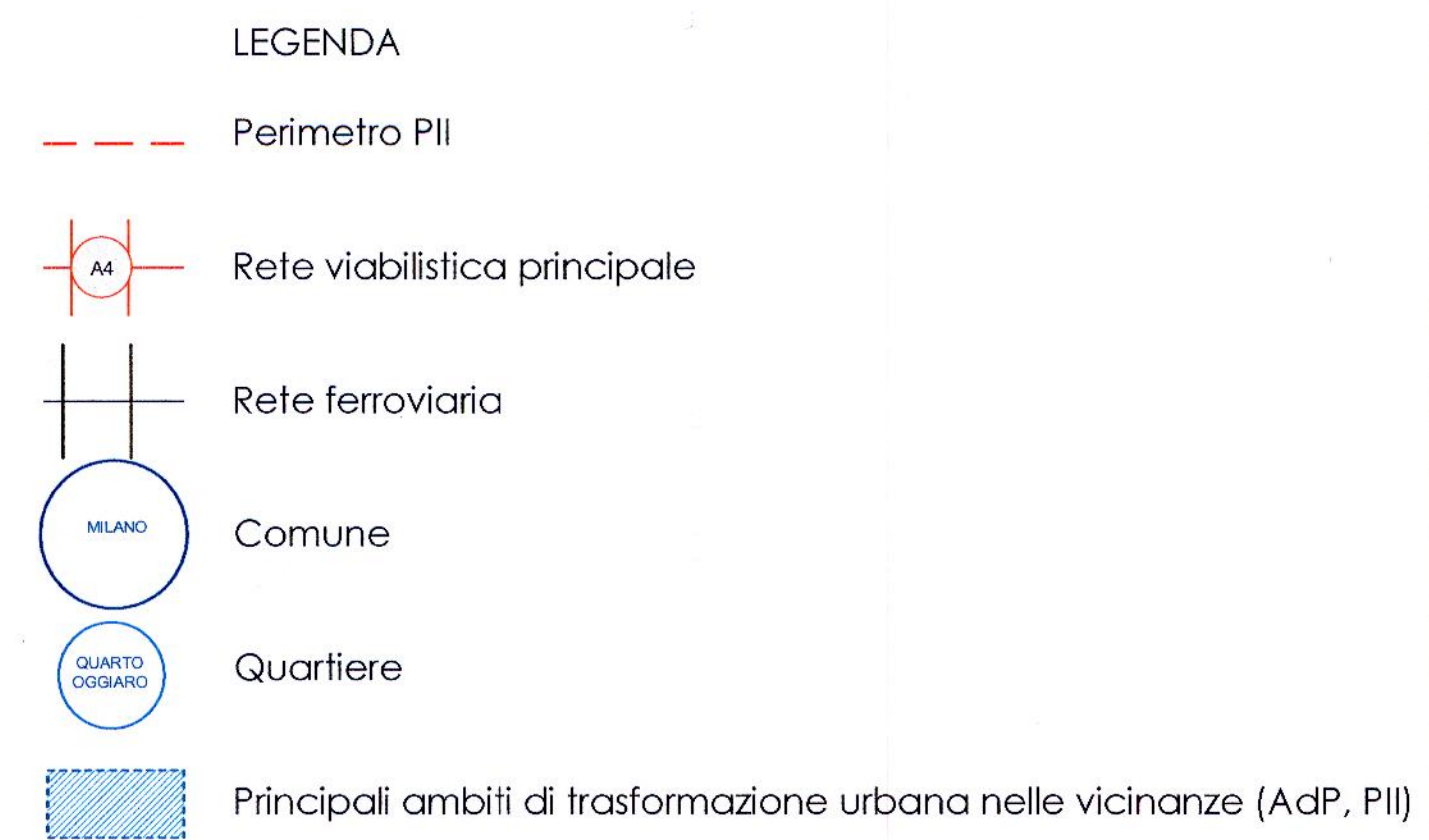 LEGENDA
Perimetro PII
A4
Rete viabilistica principale
Rete ferroviaria
MILANO
Comune
QUARTO
OGGIARO
Quartiere
Principali ambiti di trasformazione urbana nelle vicinanze (AdP, PII)